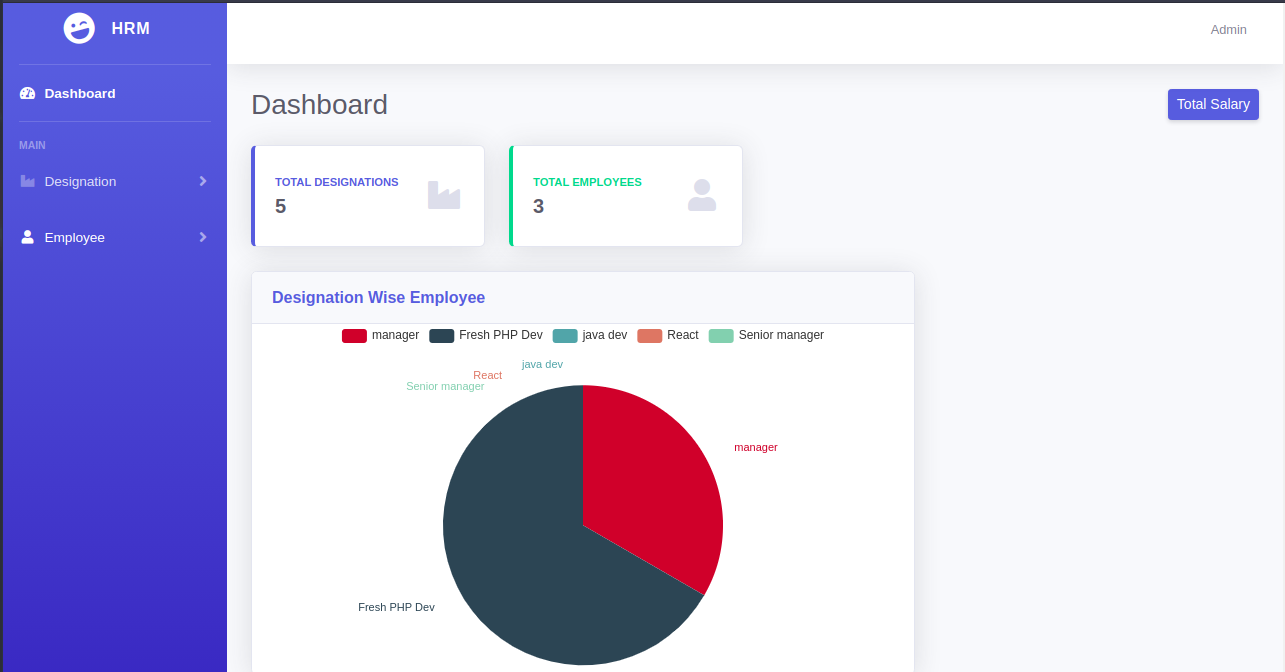 HRM
Admin
Dashboard
MAIN
Designation
Employee
Dashboard
Total Salary
TOTAL DESIGNATIONS
5
TOTAL EMPLOYEES
3
Designation Wise Employee
manager Fresh PHP Dev java dev React Senior manager
java dev
React
Senior manager
manager
Fresh PHP Dev